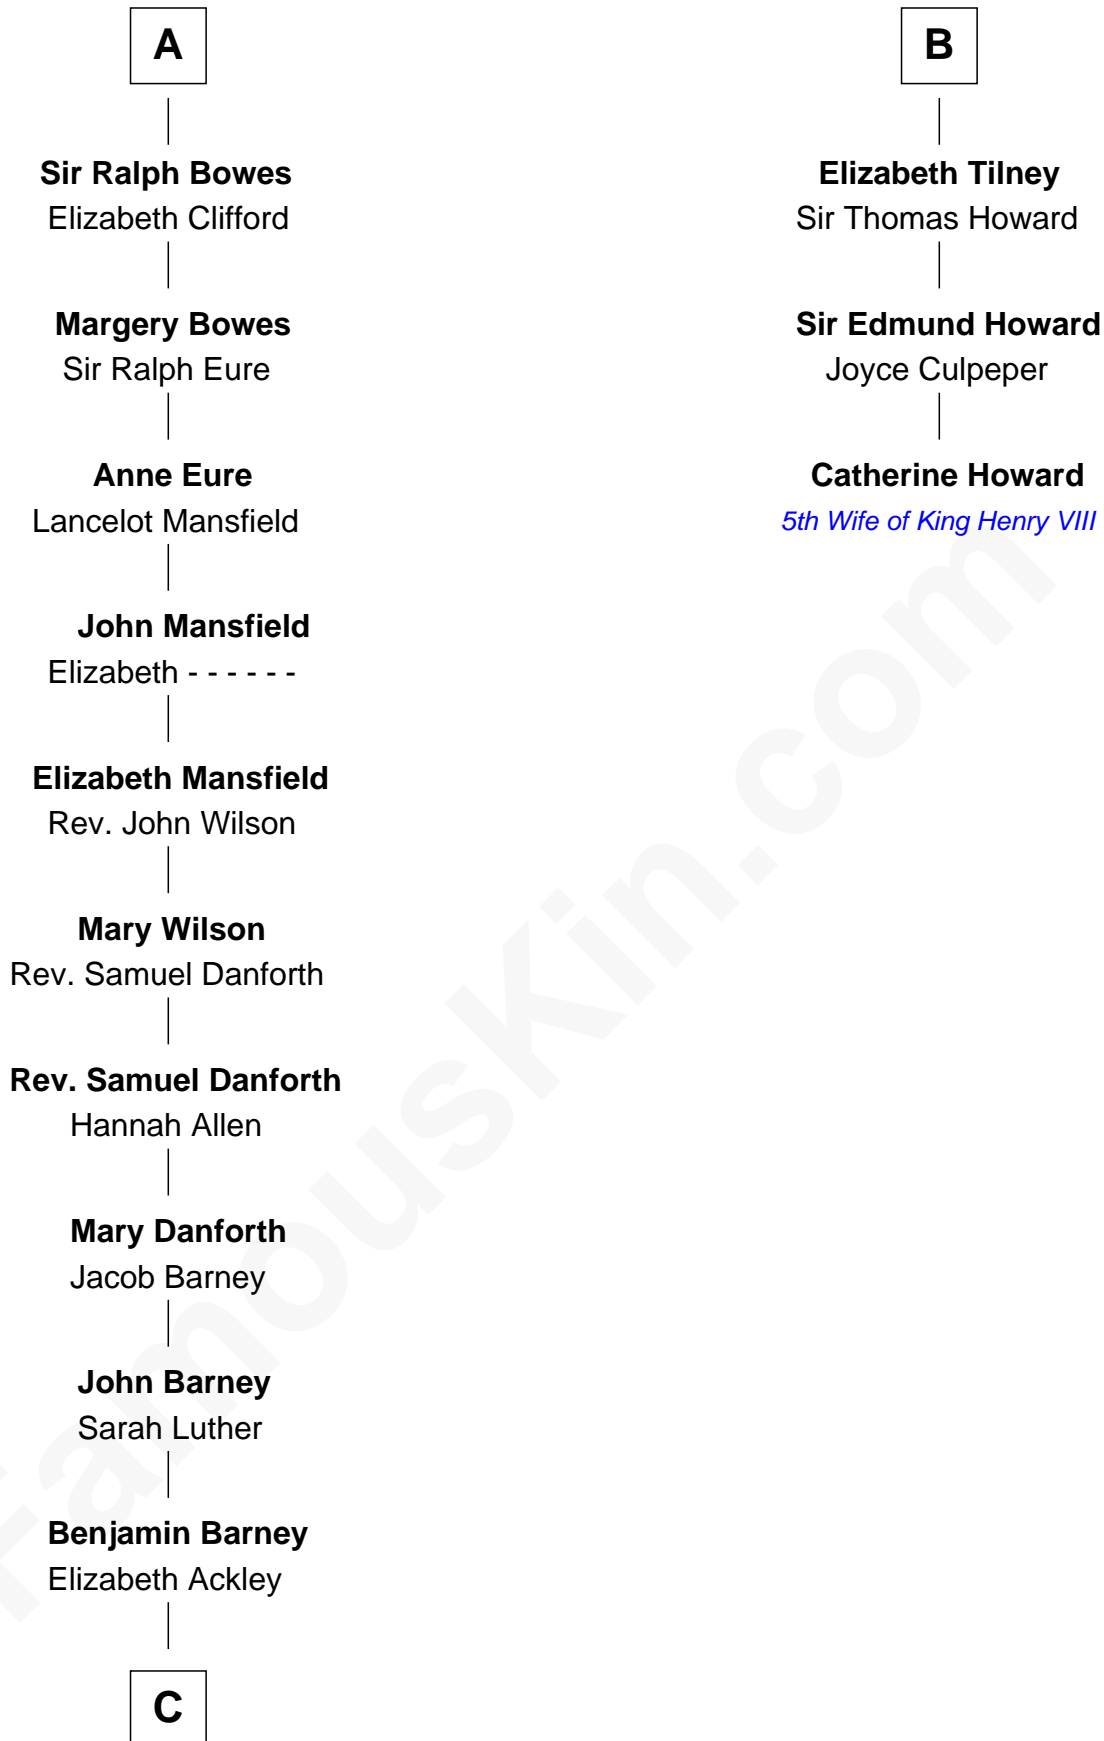 A
Sir Ralph Bowes
Elizabeth Clifford
Margery Bowes
Sir Ralph Eure
Anne Eure
Lancelot Mansfield
John Mansfield
Elizabeth - - - - - -
Elizabeth Mansfield
Rev. John Wilson
Mary Wilson
Rev. Samuel Danforth
Rev. Samuel Danforth
Hannah Allen
Mary Danforth
Jacob Barney
John Barney
Sarah Luther
Benjamin Barney
Elizabeth Ackley
C
B
Elizabeth Tilney
Sir Thomas Howard
Sir Edmund Howard
Joyce Culpeper
Catherine Howard
5th Wife of King Henry VIII
FamousKin.com